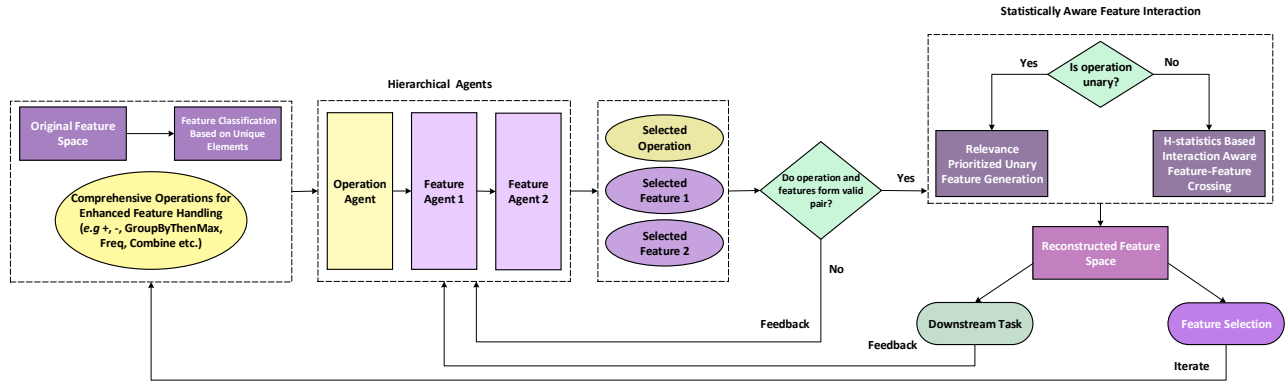 Statistically Aware Feature Interaction
Is operation
unary?
Yes
No
Hierarchical Agents
Original Feature
Space
Feature Classification
Based on Unique
Elements
Comprehensive Operations for
Enhanced Feature Handling
(e.g +, -, GroupByThenMax,
Freq, Combine etc.)
Operation
Agent
Feature
Agent 1
Feature
Agent 2
Selected
Operation
Selected
Feature 1
Selected
Feature 2
Do operation and
features form valid
pair?
Yes
No
Relevance
Prioritized Unary
Feature Generation
H-statistics Based
Interaction Aware
Feature-Feature
Crossing
Reconstructed Feature
Space
Feedback
Downstream Task
Feature Selection
Feedback
Iterate